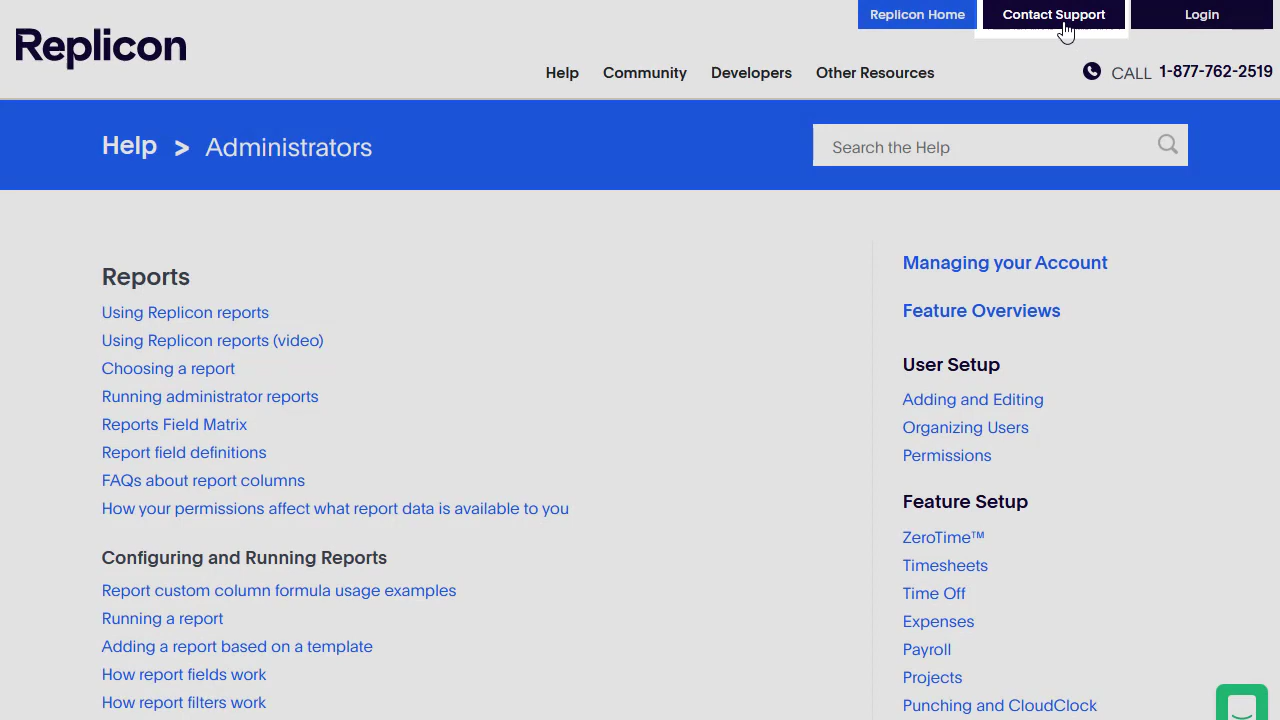 Replicon Home
Contact Support
Login
Replicon
Help
Community
Developers
Other Resources
CALL 1-877-762-2519
Help > Administrators
Search the Help
Reports
Using Replicon reports
Using Replicon reports (video)
Choosing a report
Running administrator reports
Reports Field Matrix
Report field definitions
FAQs about report columns
How your permissions affect what report data is available to you
Configuring and Running Reports
Report custom column formula usage examples
Running a report
Adding a report based on a template
How report fields work
How report filters work
Managing your Account
Feature Overviews
User Setup
Adding and Editing
Organizing Users
Permissions
Feature Setup
ZeroTime™
Timesheets
Time Off
Expenses
Payroll
Projects
Punching and CloudClock